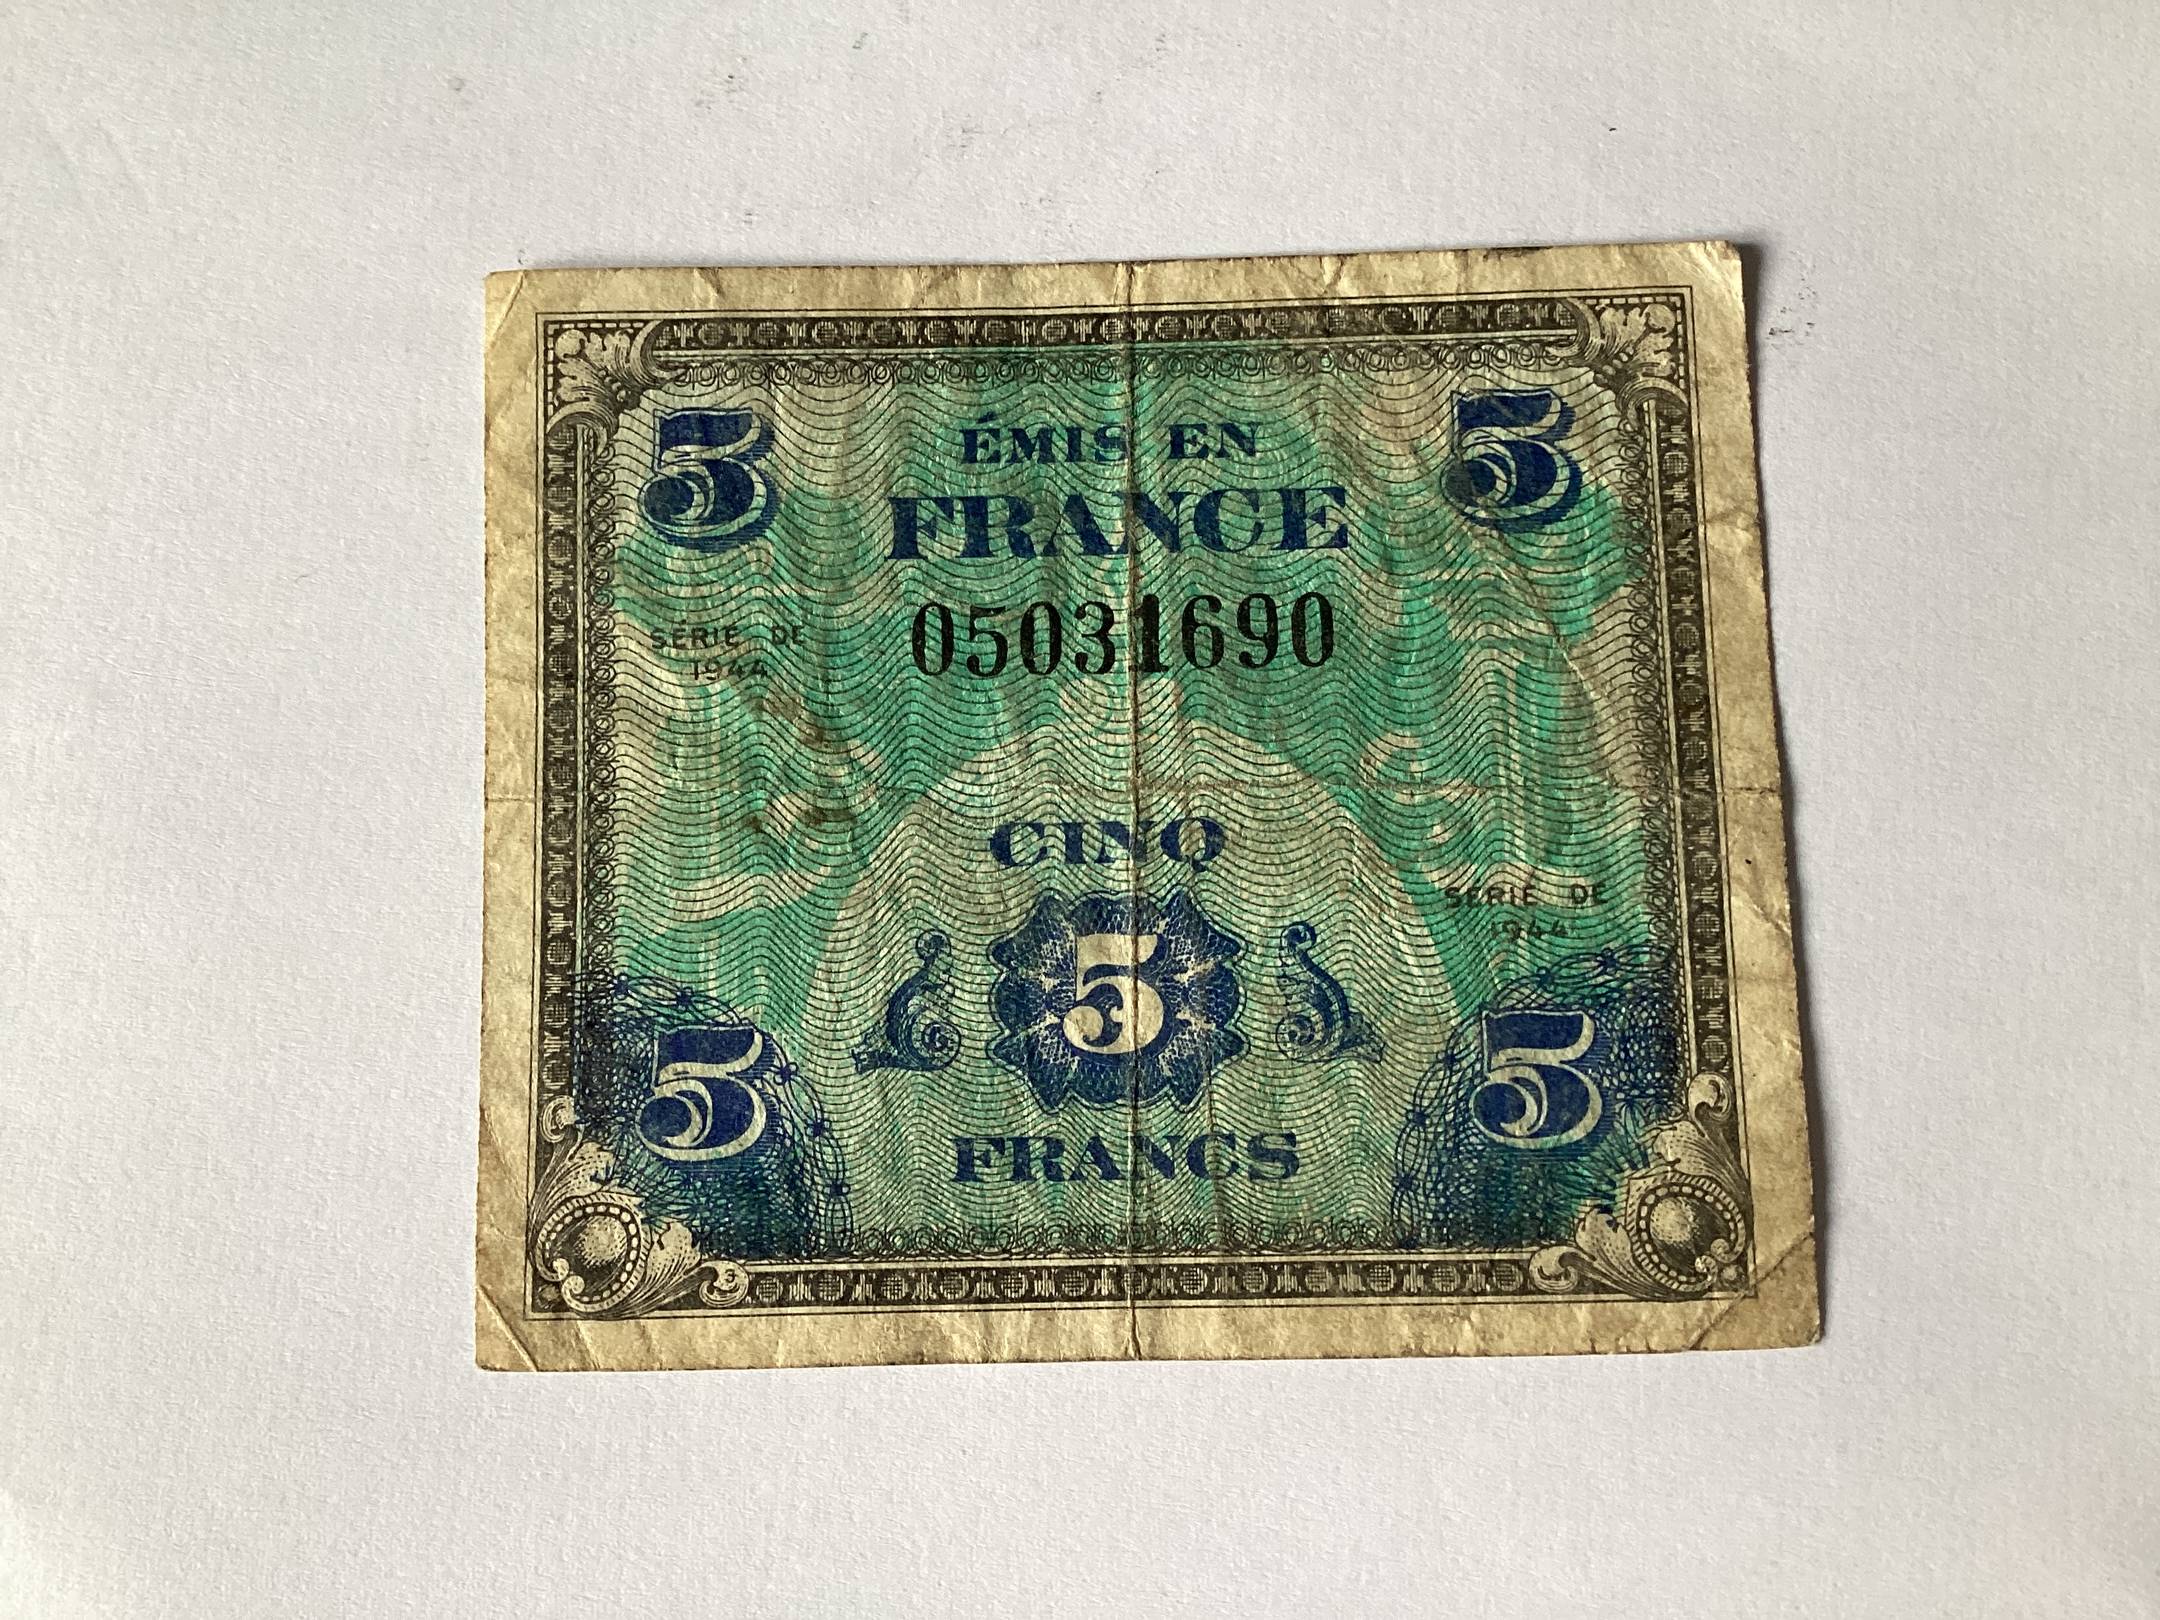 5 ÉMIS EN 5
FRANCE
05031690
SÉRIE DE
1944
CINQ
SÉRIE DE
1944
5
5 5
FRANCS